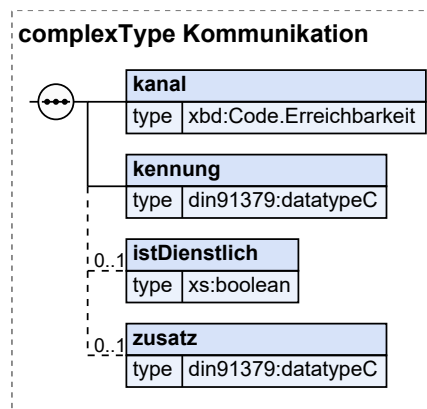 complexType Kommunikation
kanal
type xbd:Code.Erreichbarkeit
kennung
type din91379:datatypeC
0..1 istDienstlich
type xs:boolean
0..1 zusatz
type din91379:datatypeC